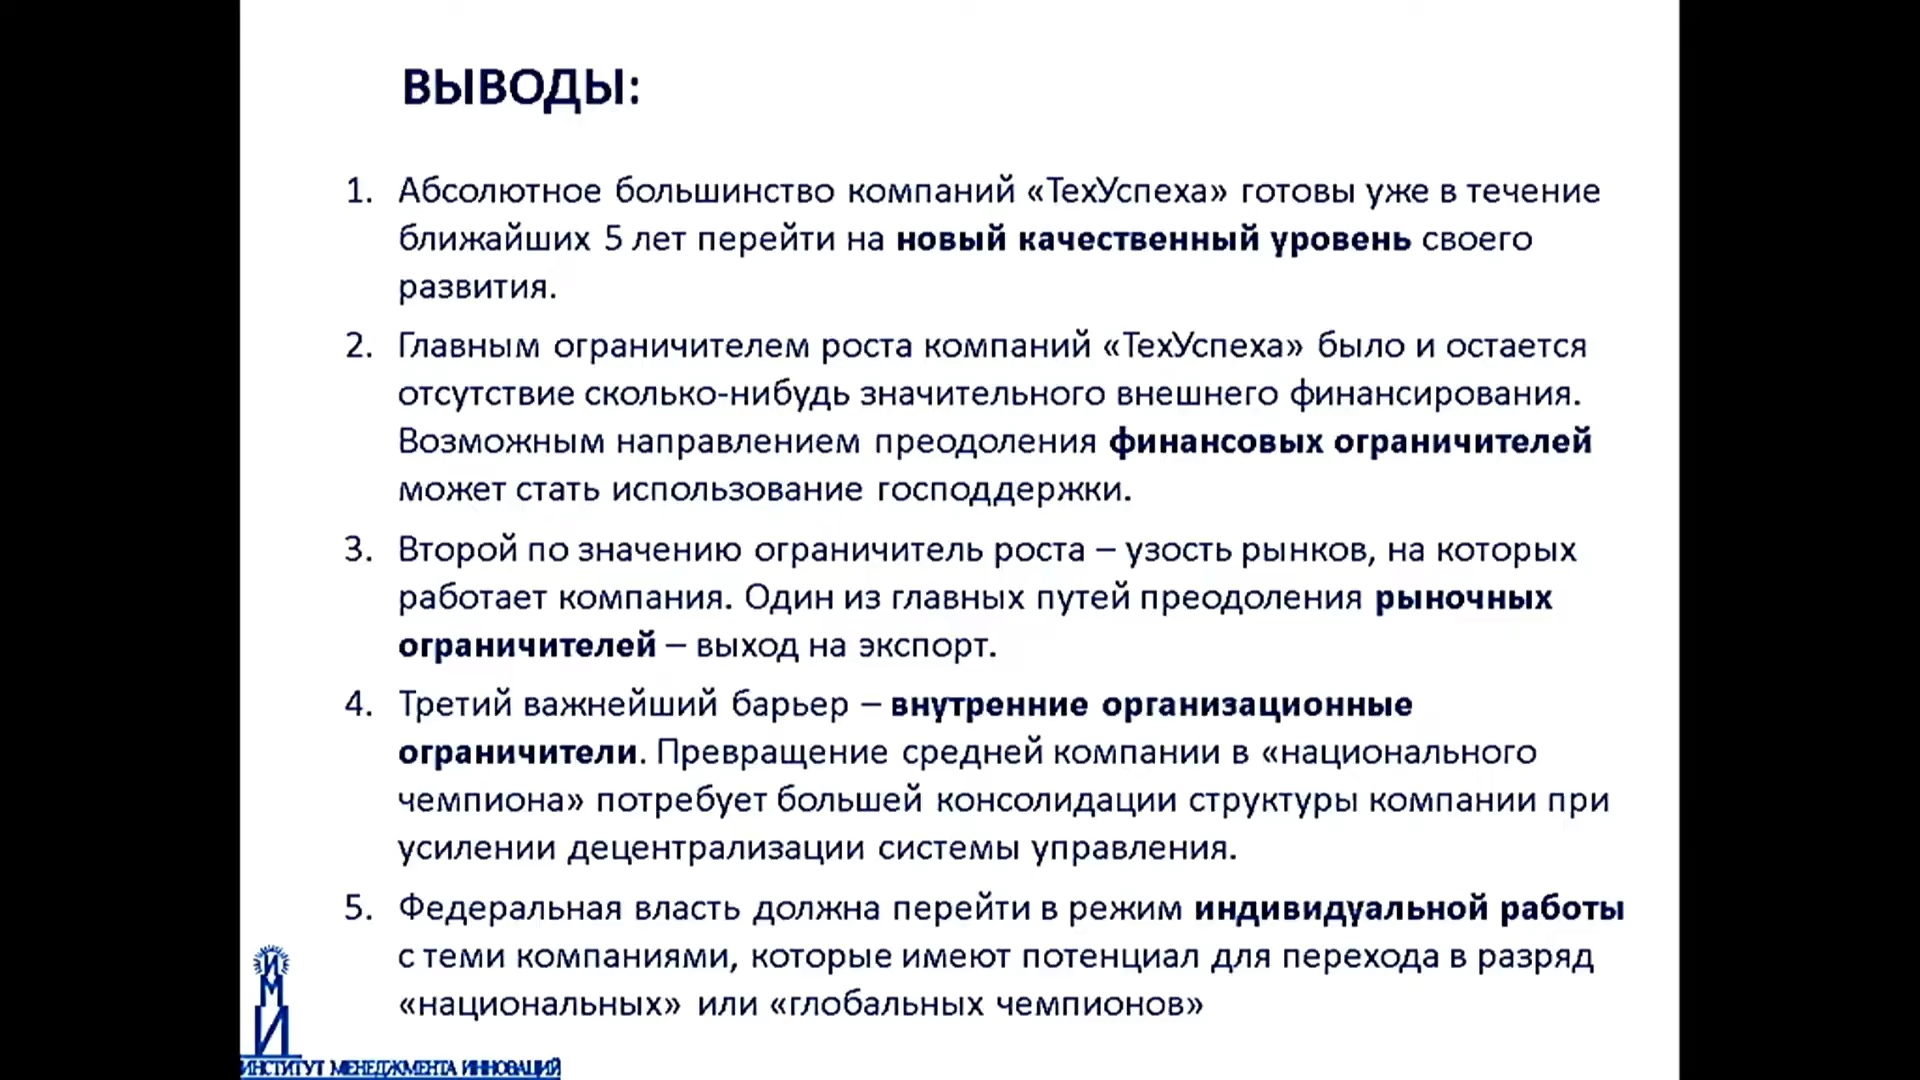 ВЫВОДЫ:
1. Абсолютное большинство компаний «ТехУспеха» готовы уже в течение
ближайших 5 лет перейти на новый качественный уровень своего
развития.
2. Главным ограничителем роста компаний «ТехУспеха» было и остается
отсутствие сколько-нибудь значительного внешнего финансирования.
Возможным направлением преодоления финансовых ограничителей
может стать использование господдержки.
3. Второй по значению ограничитель роста – узость рынков, на которых
работает компания. Один из главных путей преодоления рыночных
ограничителей – выход на экспорт.
4. Третий важнейший барьер – внутренние организационные
ограничители. Превращение средней компании в «национального
чемпиона» потребует большей консолидации структуры компании при
усилении децентрализации системы управления.
5. Федеральная власть должна перейти в режим индивидуальной работы
с теми компаниями, которые имеют потенциал для перехода в разряд
«национальных» или «глобальных чемпионов»
И
М
И
ИНСТИТУТ МЕНЕДЖМЕНТА ИННОВАЦИЙ